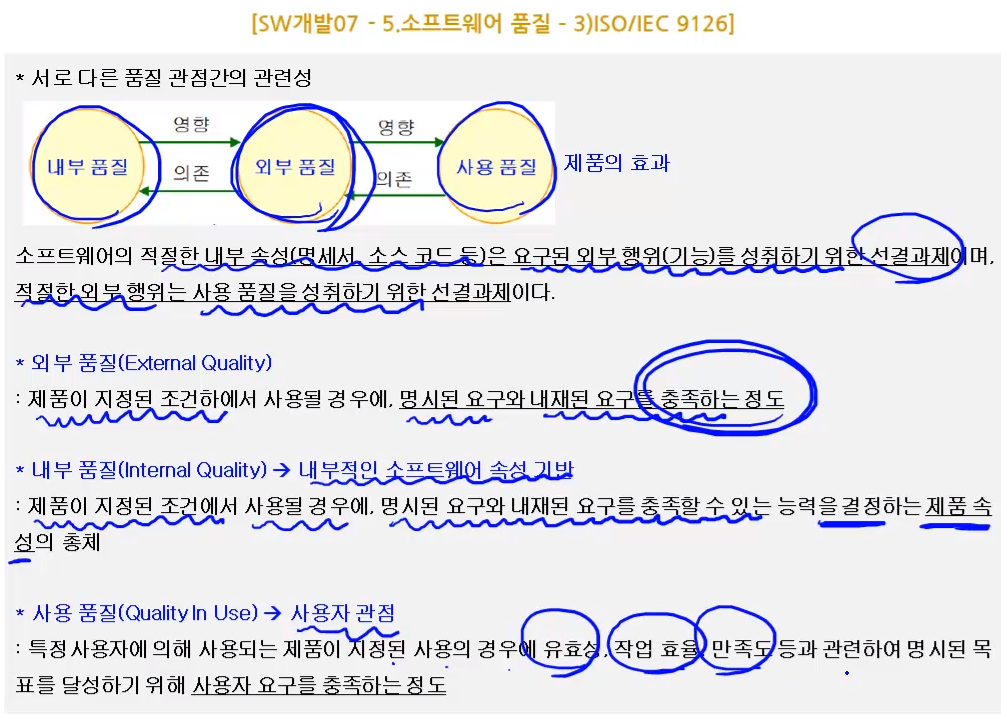 [SW개발07 - 5.소프트웨어 품질 - 3)ISO/IEC 9126]
* 서로 다른 품질 관점간의 관련성
영향 영향
내부 품질 외부 품질 사용 품질 제품의 효과
의존 의존
소프트웨어의 적절한 내부 속성(명세서, 소스 코드 등)은 요구된 외부 행위(기능)를 성취하기 위한 선결과제이며,
적절한 외부 행위는 사용 품질을 성취하기 위한 선결과제이다.
* 외부 품질(External Quality)
: 제품이 지정된 조건하에서 사용될 경우에, 명시된 요구와 내재된 요구를 충족하는 정도
* 내부 품질(Internal Quality) → 내부적인 소프트웨어 속성 기반
: 제품이 지정된 조건에서 사용될 경우에, 명시된 요구와 내재된 요구를 충족할 수 있는 능력을 결정하는 제품 속
성의 총체
* 사용 품질(Quality In Use) → 사용자 관점
: 특정사용자에 의해 사용되는 제품이 지정된 사용의 경우에 유효성, 작업 효율, 만족도 등과 관련하여 명시된 목
표를 달성하기 위해 사용자 요구를 충족하는 정도